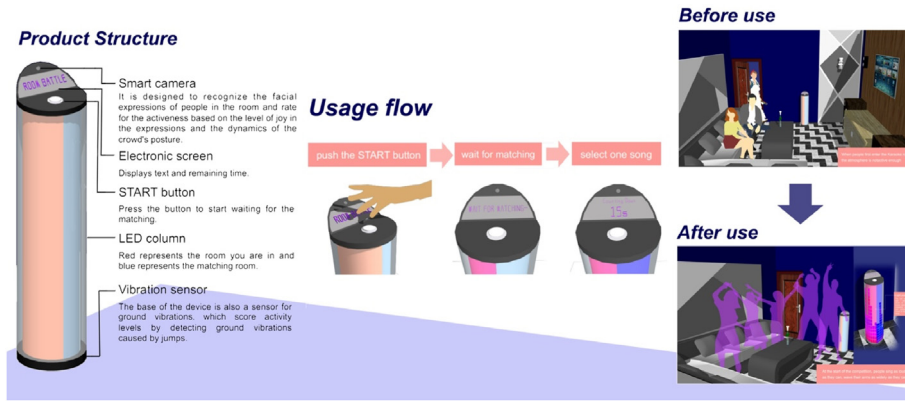 Product Structure
ROOM BATTLE
Smart camera
It is designed to recognize the facial
expressions of people in the room and rate
for the activeness based on the level of joy in
the expressions and the dynamics of the
crowd's posture.
Electronic screen
Displays text and remaining time.
START button
Press the button to start waiting for the
matching.
LED column
Red represents the room you are in and
blue represents the matching room.
Vibration sensor
The base of the device is also a sensor for
ground vibrations, which score activity
levels by detecting ground vibrations
caused by jumps.
Usage flow
push the START button
wait for matching
select one song
WAIT FOR MATCHING~
15s
Before use
After use